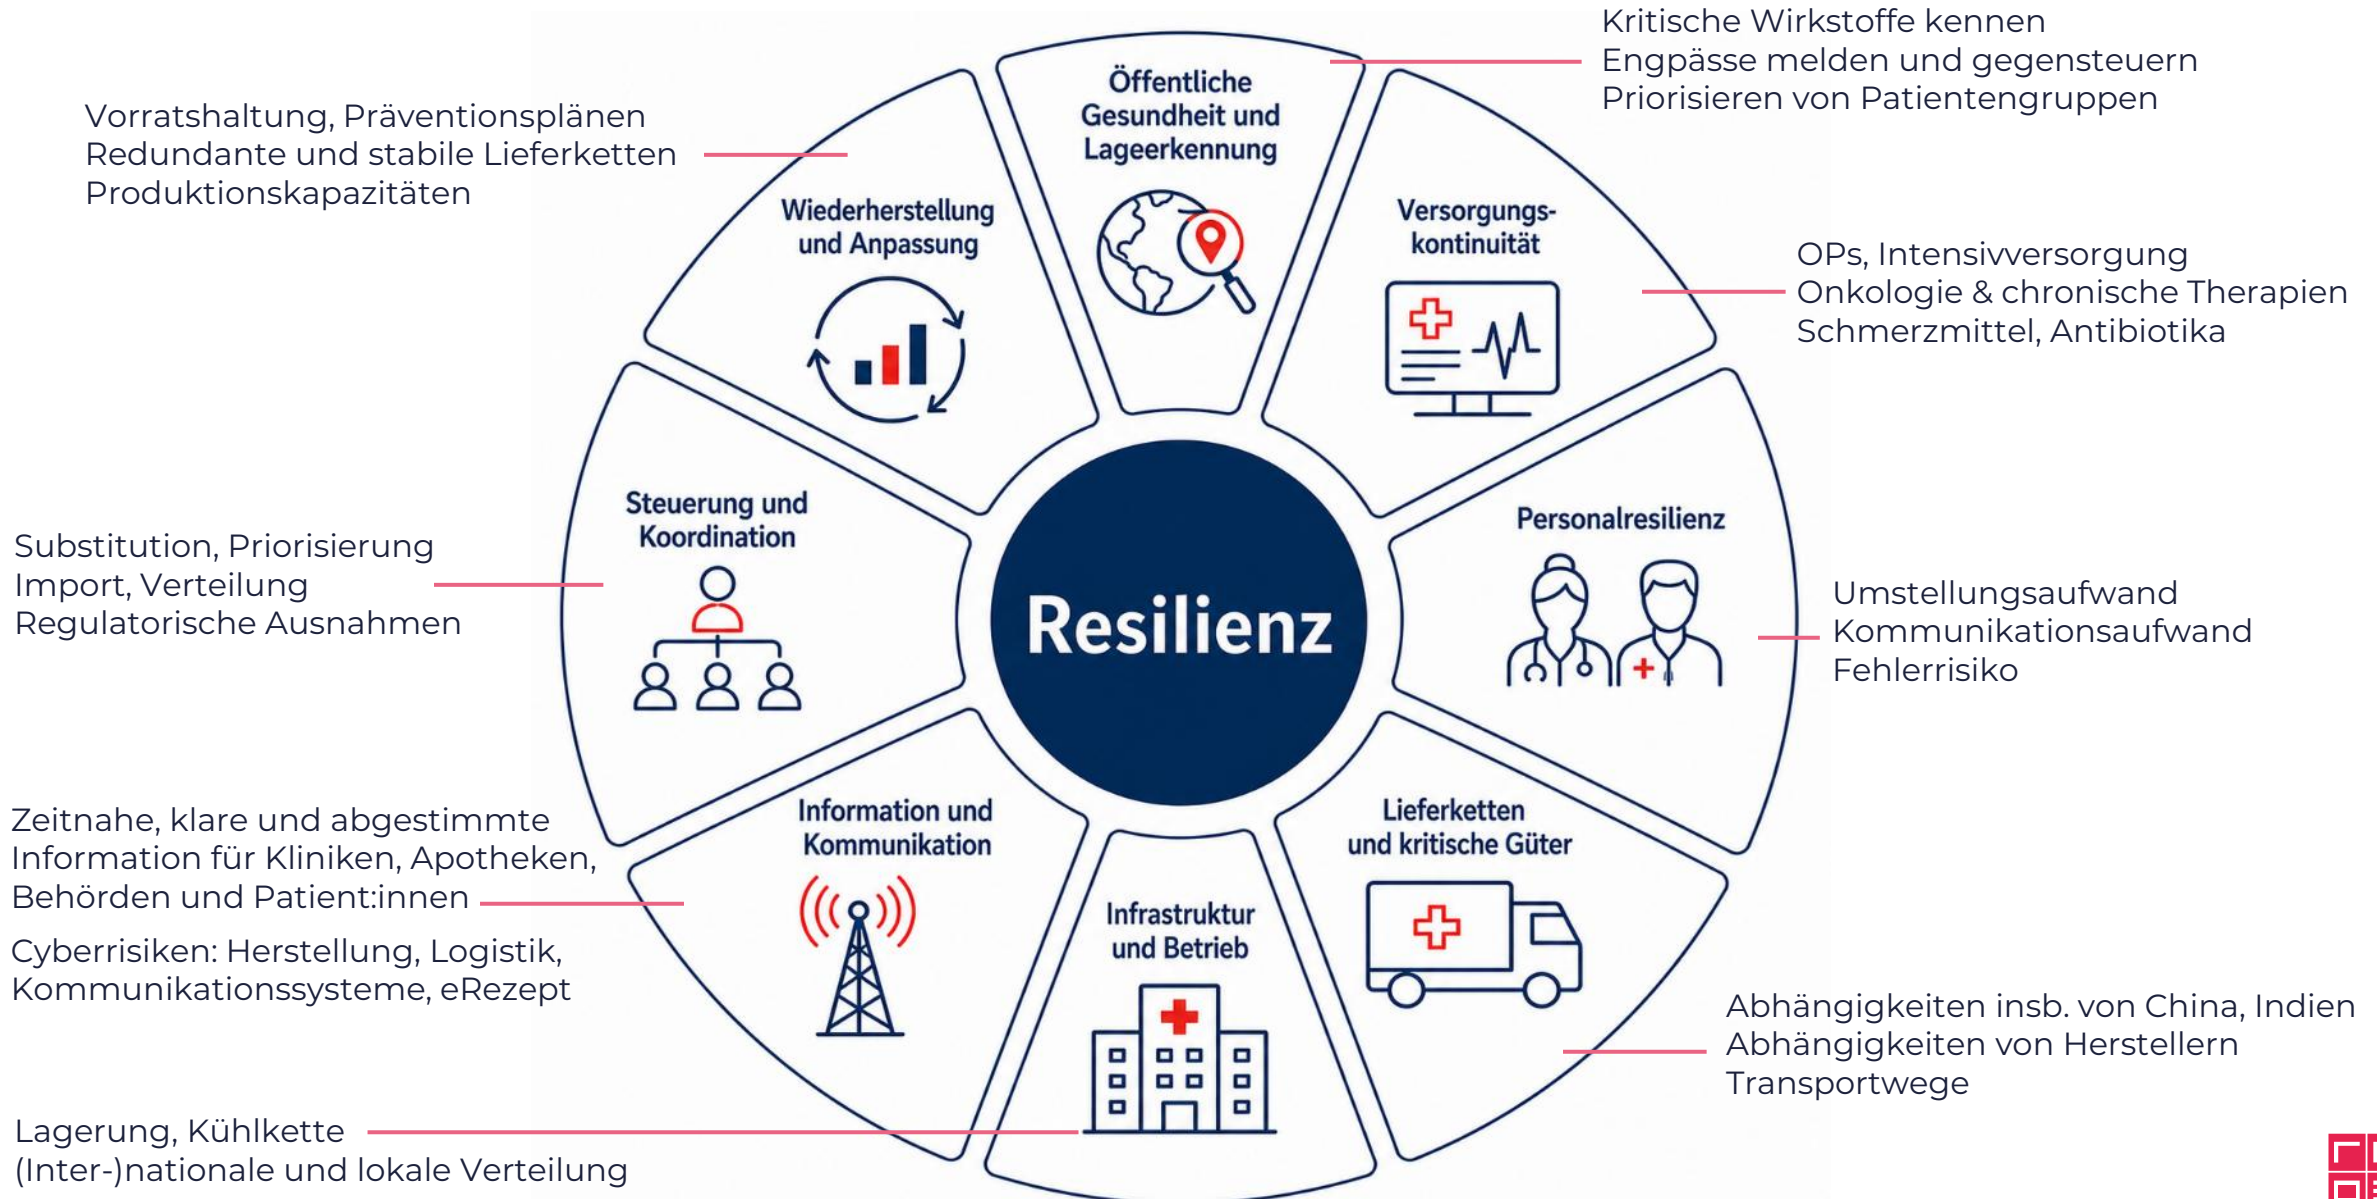 Kritische Wirkstoffe kennen
Engpässe melden und gegensteuern
Priorisieren von Patientengruppen
Öffentliche
Gesundheit und
Lageerkennung
Vorratshaltung, Präventionsplänen
Redundante und stabile Lieferketten
Produktionskapazitäten
Wiederherstellung
und Anpassung
Versorgungs-
kontinuität
OPs, Intensivversorgung
Onkologie & chronische Therapien
Schmerzmittel, Antibiotika
Steuerung und
Koordination
Personalresilienz
Substitution, Priorisierung
Import, Verteilung
Regulatorische Ausnahmen
Resilienz
Umstellungsaufwand
Kommunikationsaufwand
Fehlerrisiko
Information und
Kommunikation
Lieferketten
und kritische Güter
Zeitnahe, klare und abgestimmte
Information für Kliniken, Apotheken,
Behörden und Patient:innen
Cyberrisiken: Herstellung, Logistik,
Kommunikationssysteme, eRezept
Infrastruktur
und Betrieb
Abhängigkeiten insb. von China, Indien
Abhängigkeiten von Herstellern
Transportwege
Lagerung, Kühlkette
(Inter-)nationale und lokale Verteilung